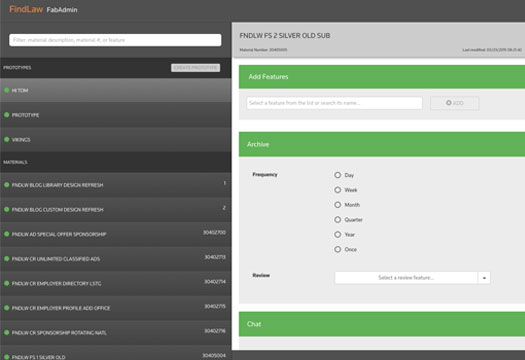 FindLaw FabAdmin
Filter: material description, material #, or feature
PROTOTYPES
CREATE PROTOTYPE
HI TOM
PROTOTYPE
VIKINGS
MATERIALS
FNDLW BLOG LIBRARY DESIGN REFRESH 1
FNDLW BLOG CUSTOM DESIGN REFRESH 2
FNDLW AD SPECIAL OFFER SPONSORSHIP 30402700
FNDLW CR UNLIMITED CLASSIFIED ADS 30402713
FNDLW CR EMPLOYER DIRECTORY LSTG 30402714
FNDLW CR EMPLOYER PROFILE ADD OFFICE 30402715
FNDLW CR SPONSORSHIP ROTATING NATL 30402716
FNDLW FS 1 SILVER OLD 30405004
FNDLW FS 2 SILVER OLD SUB
Material Number: 30405005
Last modified:
Add Features
Select a feature from the list or search its name...
ADD
Archive
Frequency
Day
Week
Month
Quarter
Year
Once
Review
Select a review feature...
Chat